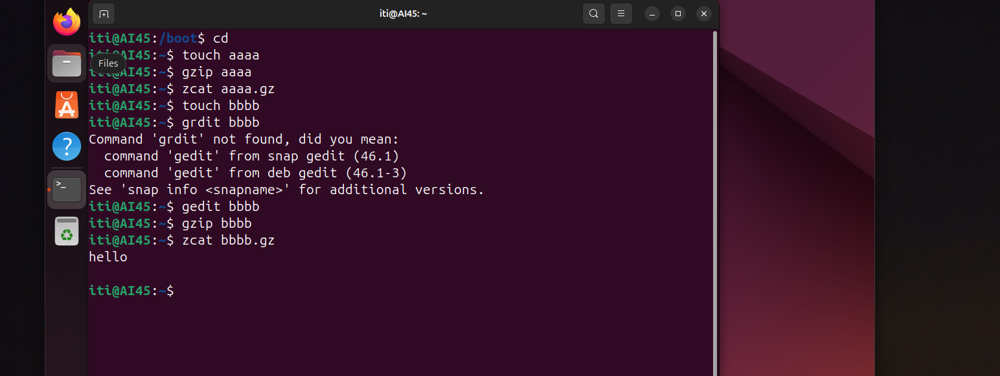 iti@AI45: ~
iti@AI45:/boot$ cd
iti@AI45:~$ touch aaaa
Files
iti@AI45:~$ gzip aaaa
iti@AI45:~$ zcat aaaa.gz
iti@AI45:~$ touch bbbb
iti@AI45:~$ grdit bbbb
Command 'grdit' not found, did you mean:
  command 'gedit' from snap gedit (46.1)
  command 'gedit' from deb gedit (46.1-3)
See 'snap info <snapname>' for additional versions.
iti@AI45:~$ gedit bbbb
iti@AI45:~$ gzip bbbb
iti@AI45:~$ zcat bbbb.gz
hello
iti@AI45:~$